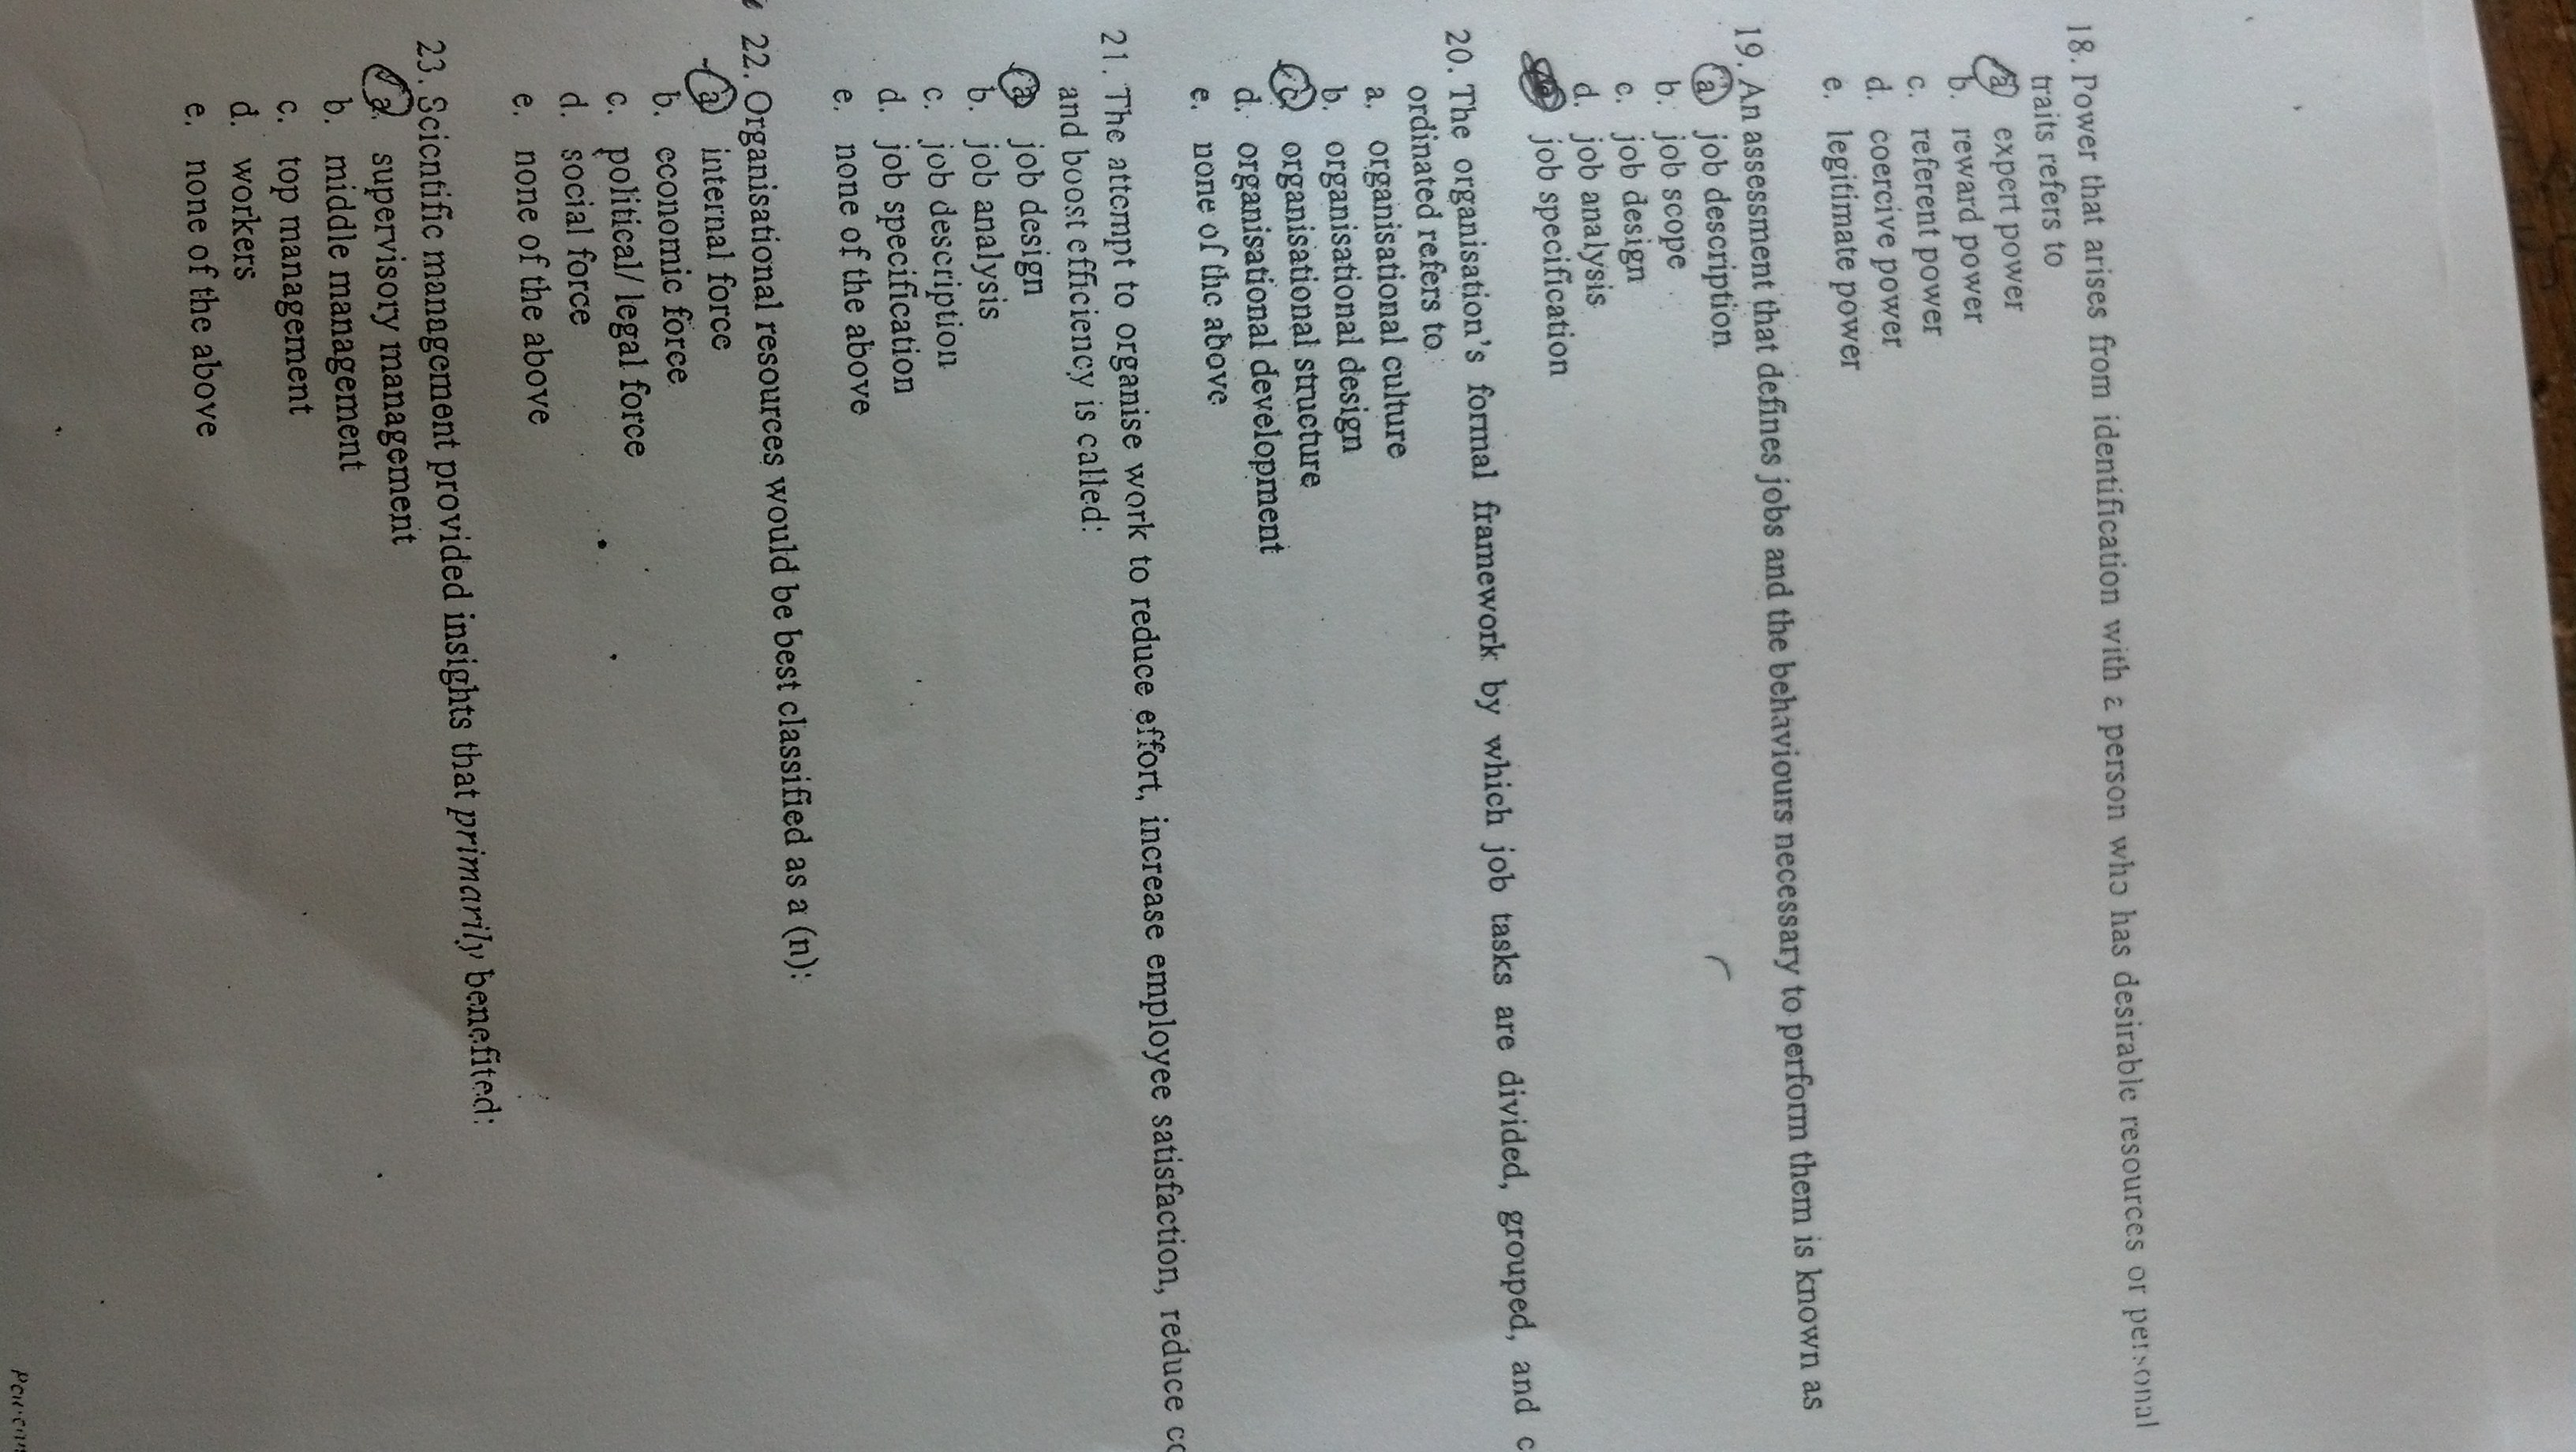 18. Power that arises from identification with a person who has desirable resources or personal
traits refers to
a expert power
b. reward power
c. referent power
d. coercive power
e. legitimate power
19. An assessment that defines jobs and the behaviours necessary to perform them is known as
a job description
b. job scope
c. job design
d. job analysis
job specification
20. The organisation's formal framework by which job tasks are divided, grouped, and c
ordinated refers to:
a. organisational culture
b. organisational design
c. organisational structure
d. organisational development
e. none of the above
21. The attempt to organise work to reduce effort, increase employee satisfaction, reduce co
and boost efficiency is called:
a job design
b. job analysis
c. job description
d. job specification
e. none of the above
22. Organisational resources would be best classified as a (n):
a internal force
b. economic force
c. political/ legal force
d. social force
e. none of the above
23. Scientific management provided insights that primarily benefited:
a. supervisory management
b. middle management
c. top management
d. workers
e. none of the above